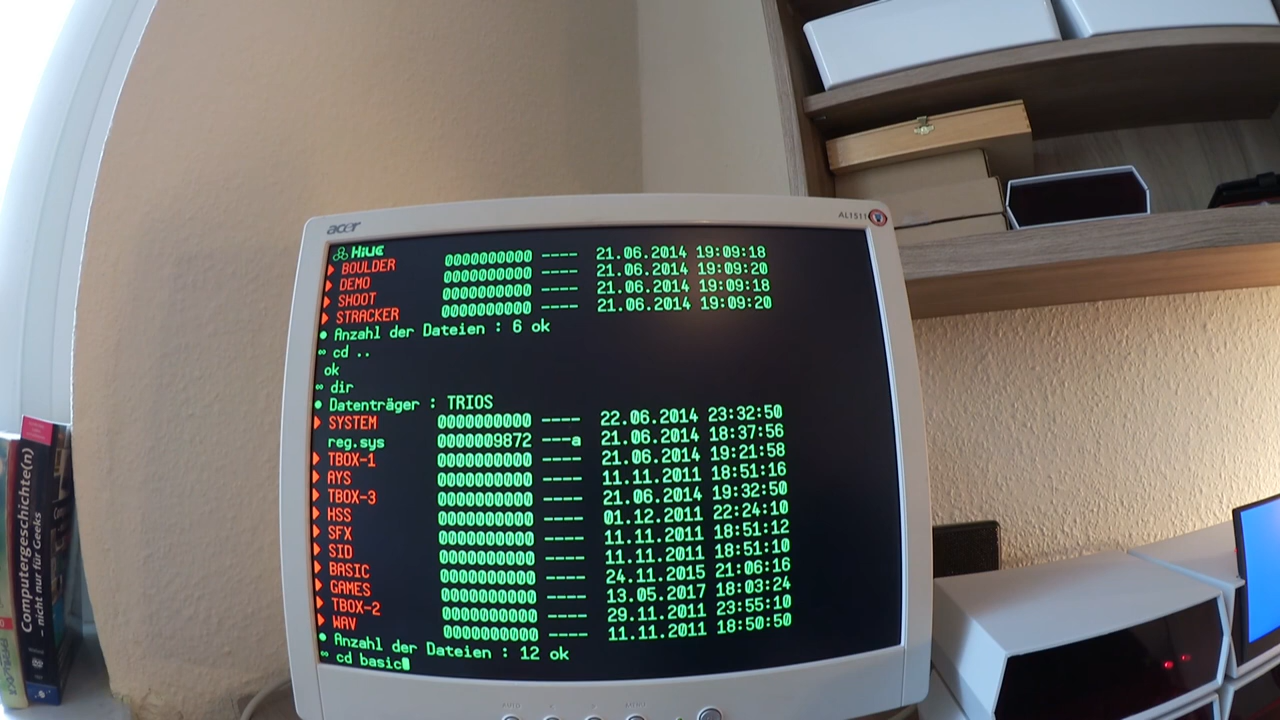 acer
AL1511
Hive
BOULDER 0000000000 ---- 21.06.2014 19:09:18
DEMO 0000000000 ---- 21.06.2014 19:09:20
SHOOT 0000000000 ---- 21.06.2014 19:09:18
STRACKER 0000000000 ---- 21.06.2014 19:09:20
Anzahl der Dateien : 6 ok
cd ..
ok
dir
Datenträger : TRIOS
SYSTEM 0000000000 ---- 22.06.2014 23:32:50
reg.sys 0000009872 ---a 21.06.2014 18:37:56
TBOX-1 0000000000 ---- 21.06.2014 19:21:58
AYS 0000000000 ---- 11.11.2011 18:51:16
TBOX-3 0000000000 ---- 21.06.2014 19:32:50
HSS 0000000000 ---- 01.12.2011 22:24:10
SFX 0000000000 ---- 11.11.2011 18:51:12
SID 0000000000 ---- 11.11.2011 18:51:10
BASIC 0000000000 ---- 24.11.2015 21:06:16
GAMES 0000000000 ---- 13.05.2017 18:03:24
TBOX-2 0000000000 ---- 29.11.2011 23:55:10
WAV 0000000000 ---- 11.11.2011 18:50:50
Anzahl der Dateien : 12 ok
cd basic
Computergeschichte(n)
– nicht nur für Geeks